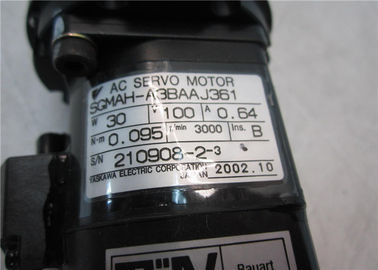 AC SERVO MOTOR
SGMAH-A3BAAJ361
W 30 V 100 A 0.64
N·m 0.095 r/min 3000 Ins. B
S/N 210908-2-3
YASKAWA ELECTRIC CORPORATION 2002.10
JAPAN
Bauart